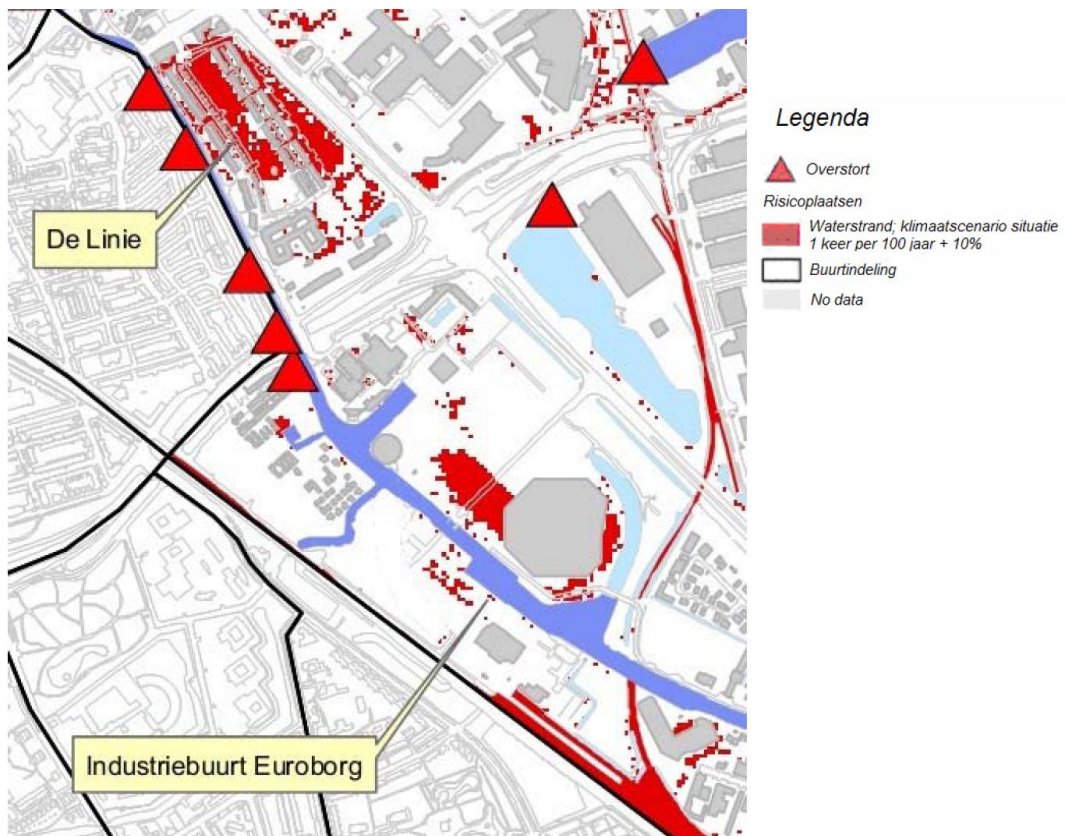 De Linie
Industriebuurt Euroborg
Legenda
Overstort
Risicoplaatsen
Waterstrand; klimaatscenario situatie
1 keer per 100 jaar + 10%
Buurtindeling
No data